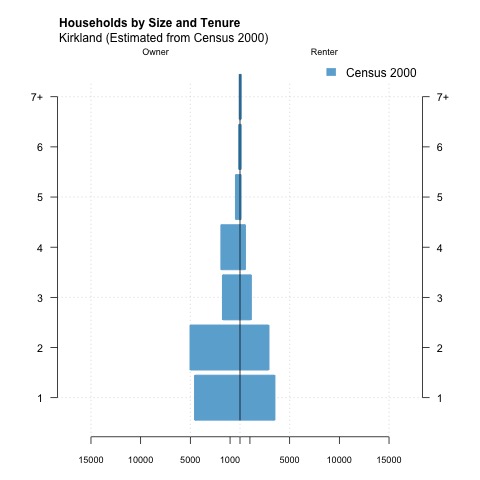 Households by Size and Tenure
Kirkland (Estimated from Census 2000)
Owner Renter
Census 2000
7+ 7+
6 6
5 5
4 4
3 3
2 2
1 1
15000 10000 5000 1000 5000 10000 15000